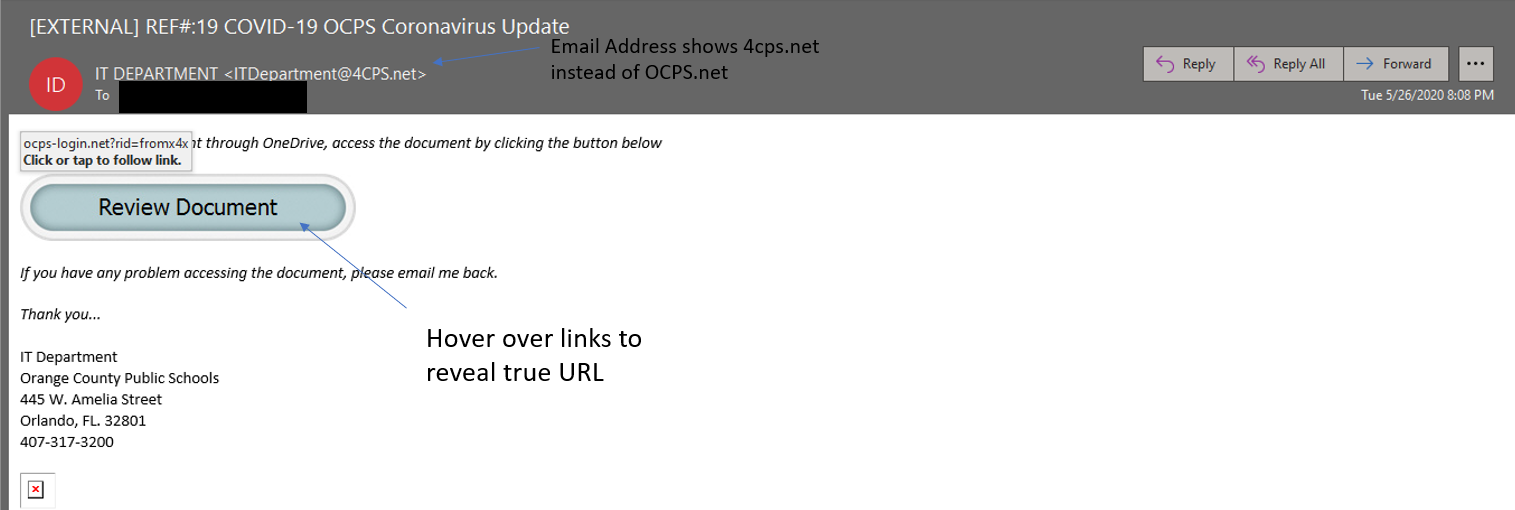 [EXTERNAL] REF#:19 COVID-19 OCPS Coronavirus Update
Email Address shows 4cps.net
instead of OCPS.net
ID
IT DEPARTMENT <ITDepartment@4CPS.net>
To
Reply
Reply All
Forward
Tue 5/26/2020 8:08 PM
ocps-login.net?rid=fromx4x
Click or tap to follow link.
through OneDrive, access the document by clicking the button below
Review Document
If you have any problem accessing the document, please email me back.
Thank you...
Hover over links to
reveal true URL
IT Department
Orange County Public Schools
445 W. Amelia Street
Orlando, FL. 32801
407-317-3200